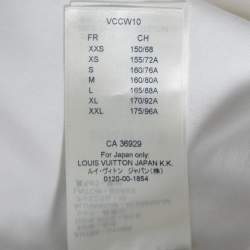 VCCW10
FR CH
XXS 150/68
XS 155/72A
S 160/76A
M 160/80A
L 165/88A
XL 170/92A
XXL 175/96A
CA 36929
For Japan only:
LOUIS VUITTON JAPAN K.K.
ルイ・ヴィトン ジャパン(株)
0120-00-1854